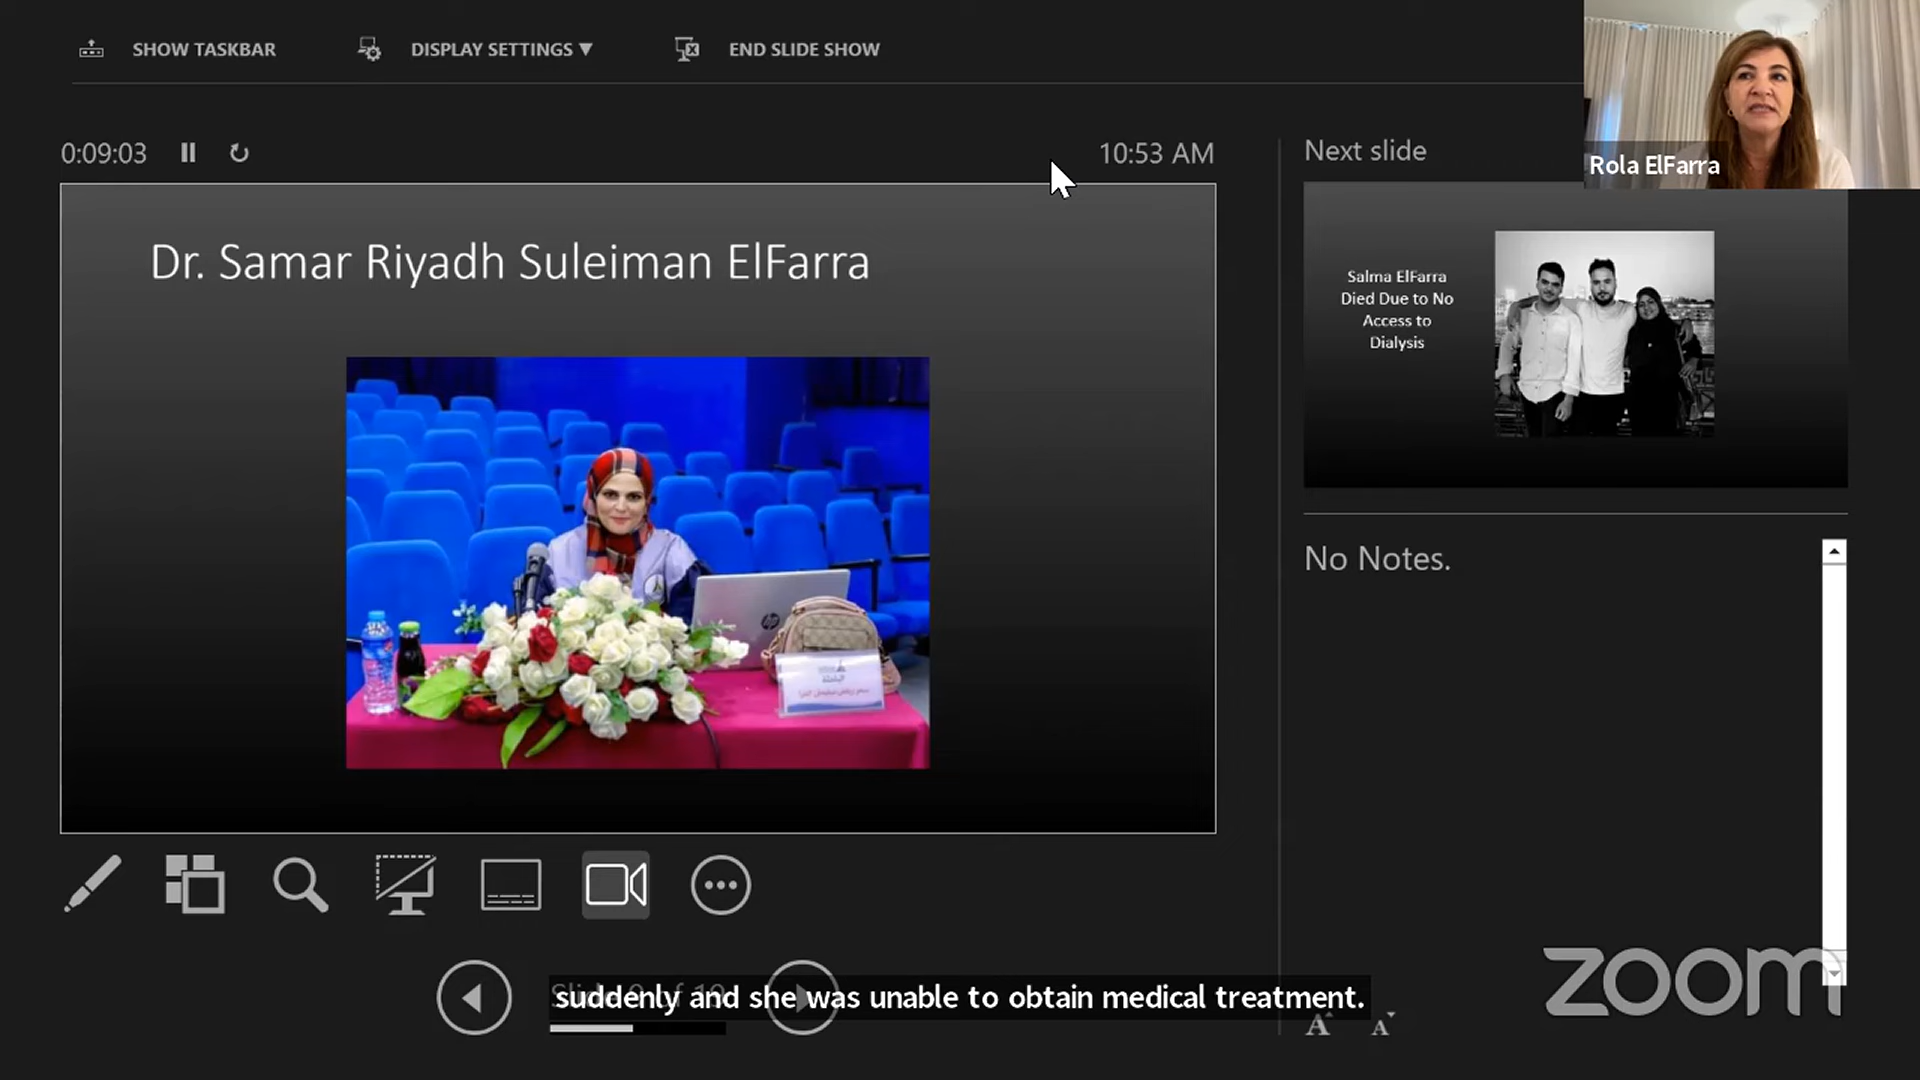 SHOW TASKBAR
DISPLAY SETTINGS ▼
END SLIDE SHOW
Rola ElFarra
0:09:03
10:53 AM
Next slide
Dr. Samar Riyadh Suleiman ElFarra
hp
Salma ElFarra
Died Due to No
Access to
Dialysis
No Notes.
suddenly and she was unable to obtain medical treatment.
A A
zoom